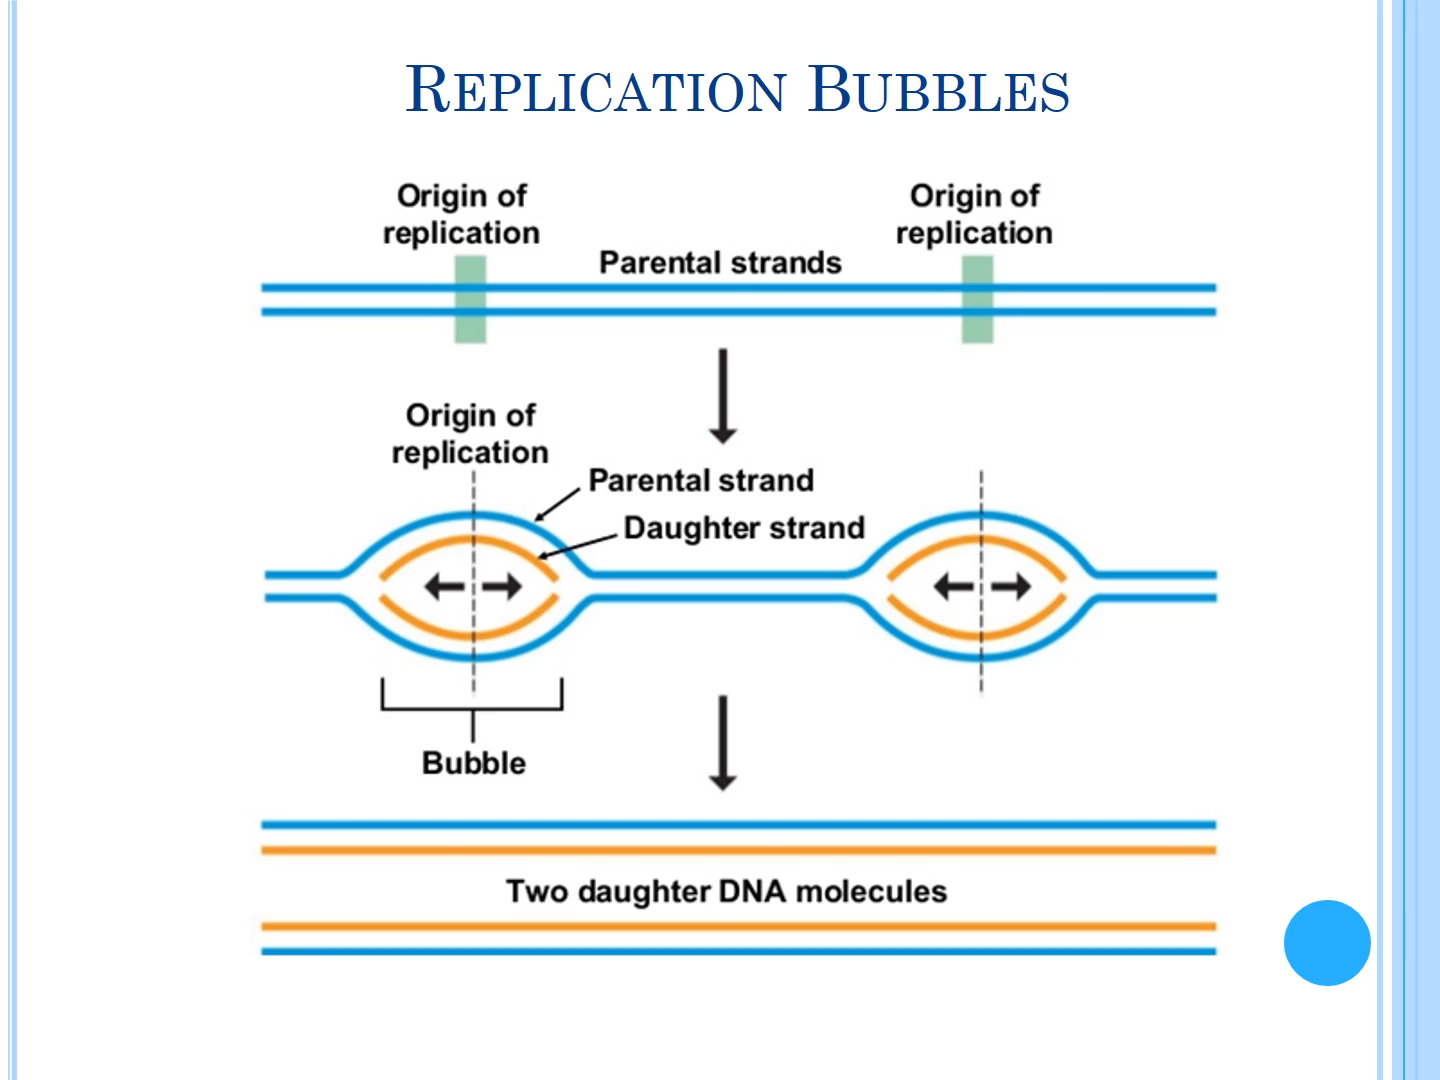 Replication Bubbles
Origin of
replication
Origin of
replication
Parental strands
Origin of
replication
Parental strand
Daughter strand
Bubble
Two daughter DNA molecules